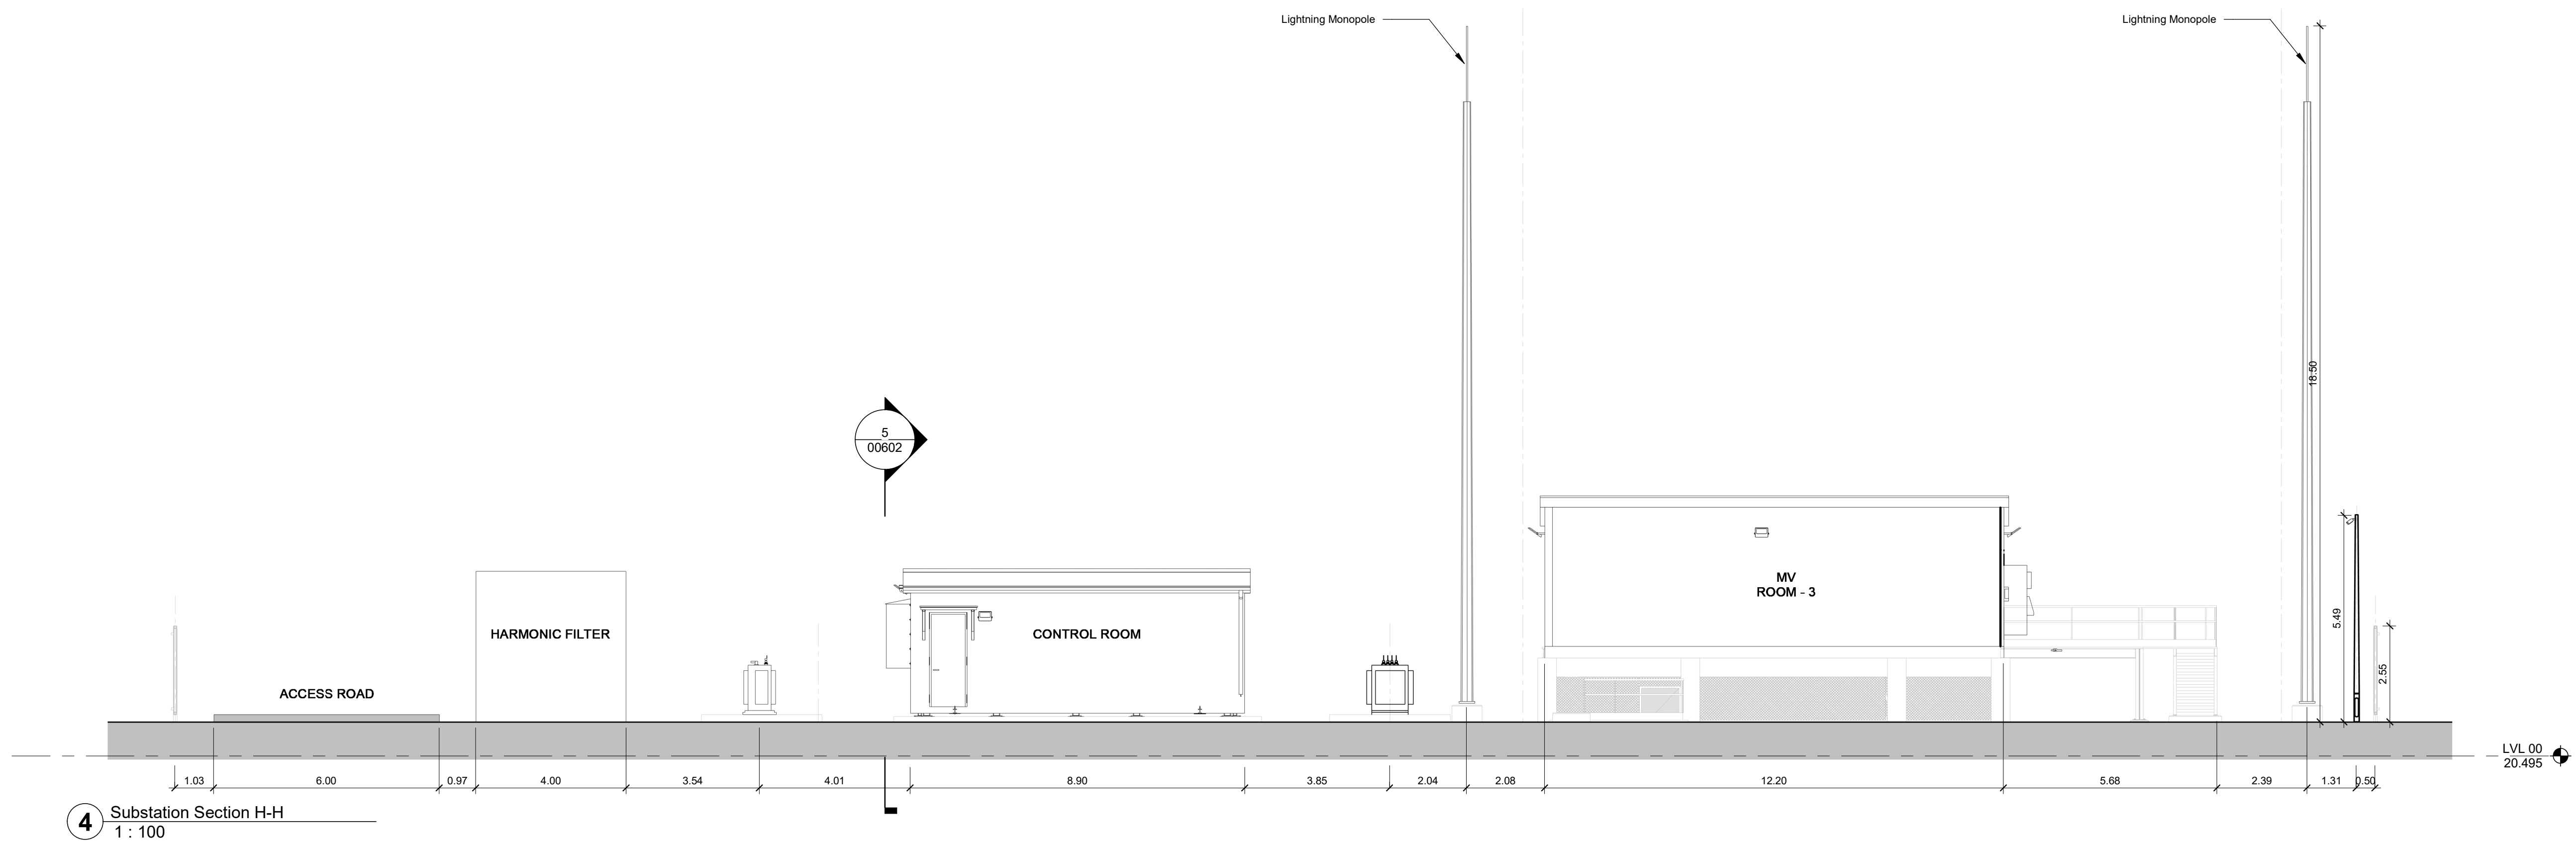 Lightning Monopole
Lightning Monopole
18.50
5
00602
MV
ROOM - 3
5.49
HARMONIC FILTER
CONTROL ROOM
2.55
ACCESS ROAD
LVL 00
20.495
1.03 6.00 0.97 4.00 3.54 4.01 8.90 3.85 2.04 2.08 12.20 5.68 2.39 1.31 0.50
4 Substation Section H-H
1 : 100